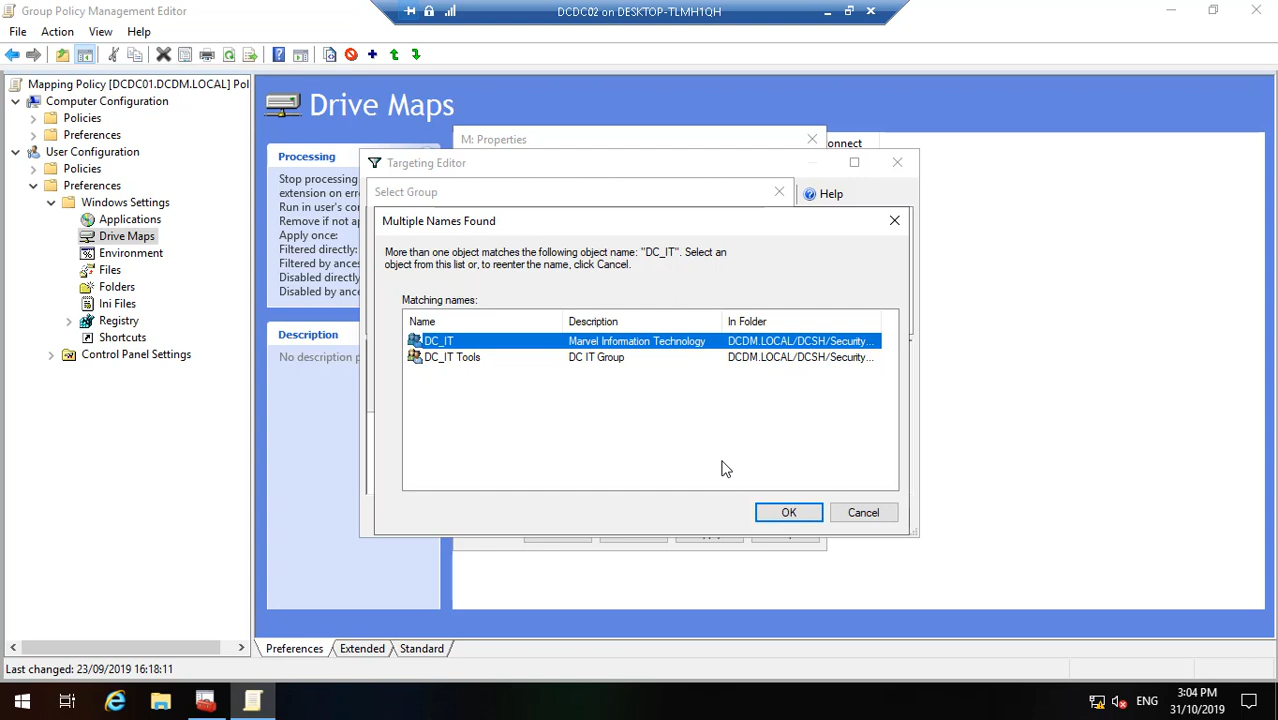 Group Policy Management Editor
DCDC02 on DESKTOP-TLMH1QH
File Action View Help
Mapping Policy [DCDC01.DCDM.LOCAL] Pol
Computer Configuration
Policies
Preferences
User Configuration
Policies
Preferences
Windows Settings
Applications
Drive Maps
Environment
Files
Folders
Ini Files
Registry
Shortcuts
Control Panel Settings
Drive Maps
Processing
Stop processing
extension on err
Run in user's con
Remove if not ap
Apply once:
Filtered directly:
Filtered by ances
Disabled directly
Disabled by ance
Description
No description p
M: Properties
onnect
Targeting Editor
Select Group
Help
Multiple Names Found
More than one object matches the following object name: "DC_IT". Select an
object from this list or, to reenter the name, click Cancel.
Matching names:
Name Description In Folder
DC_IT Marvel Information Technology DCDM.LOCAL/DCSH/Security...
DC_IT Tools DC IT Group DCDM.LOCAL/DCSH/Security...
OK Cancel
Preferences Extended Standard
Last changed: 23/09/2019 16:18:11
ENG
3:04 PM
31/10/2019